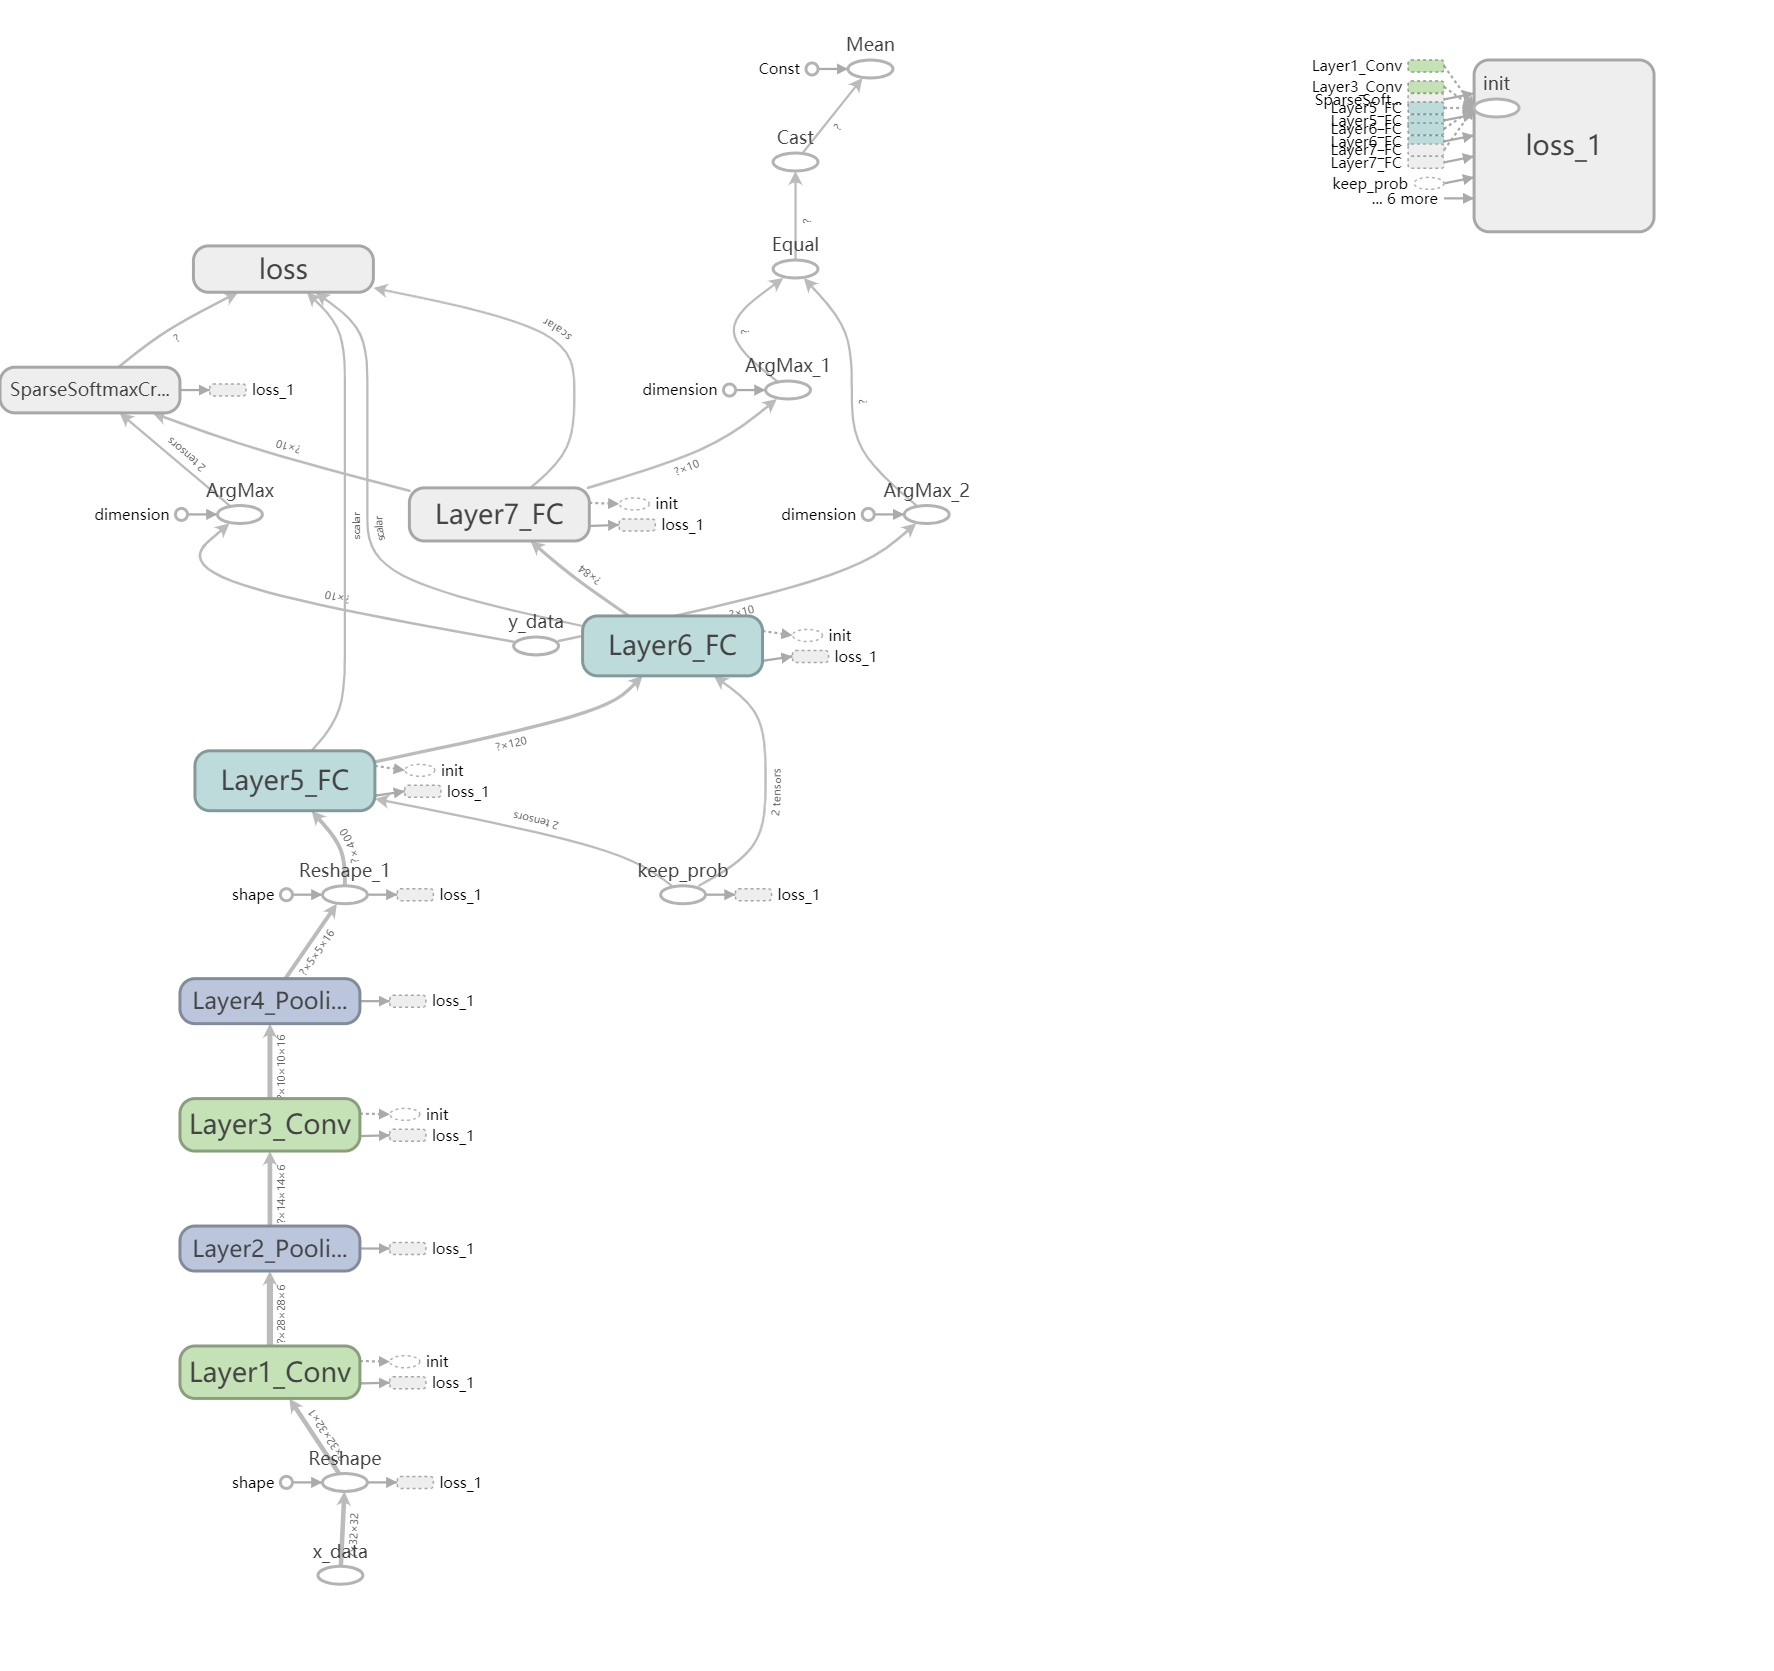 Mean
Const
?
Cast
?
Equal
loss
scalar
?
?
ArgMax_1
dimension
SparseSoftmaxCr...
loss_1
?
?×10
2 tensors
?×10
ArgMax
dimension
Layer7_FC
init
loss_1
ArgMax_2
dimension
scalar
scalar
?×84
?×10
?×10
y_data
Layer6_FC
init
loss_1
?×120
2 tensors
Layer5_FC
init
loss_1
2 tensors
?×400
Reshape_1
shape
loss_1
keep_prob
loss_1
?×5×5×16
Layer4_Pooli...
loss_1
?×10×10×16
Layer3_Conv
init
loss_1
?×14×14×6
Layer2_Pooli...
loss_1
?×28×28×6
Layer1_Conv
init
loss_1
?×32×32×1
Reshape
shape
loss_1
?×32×32
x_data
Layer1_Conv
Layer3_Conv
SparseSoft...
Layer5_FC
Layer5_FC
Layer6_FC
Layer6_FC
Layer7_FC
Layer7_FC
keep_prob
... 6 more
init
loss_1